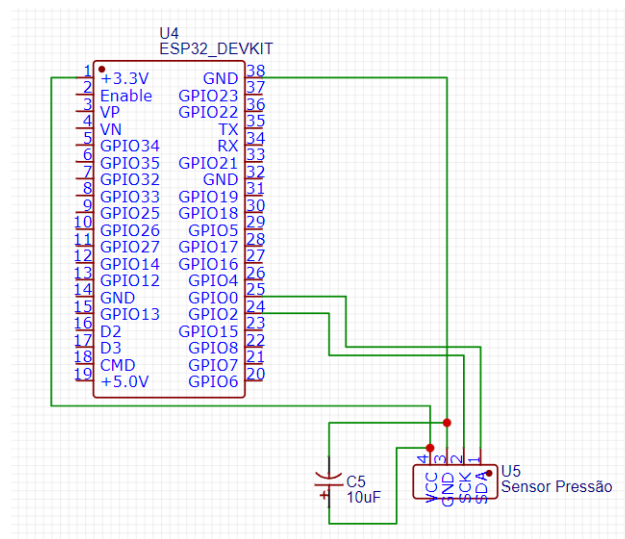 U4
ESP32_DEVKIT
1 +3.3V GND 38
2 Enable GPIO23 37
3 VP GPIO22 36
4 VN TX 35
5 GPIO34 RX 34
6 GPIO35 GPIO21 33
7 GPIO32 GND 32
8 GPIO33 GPIO19 31
9 GPIO25 GPIO18 30
10 GPIO26 GPIO5 29
11 GPIO27 GPIO17 28
12 GPIO14 GPIO16 27
13 GPIO12 GPIO4 26
14 GND GPIO0 25
15 GPIO13 GPIO2 24
16 D2 GPIO15 23
17 D3 GPIO8 22
18 CMD GPIO7 21
19 +5.0V GPIO6 20
C5
+ 10uF
4 3 2 1
VCC GND SCK SDA
U5
Sensor Pressão